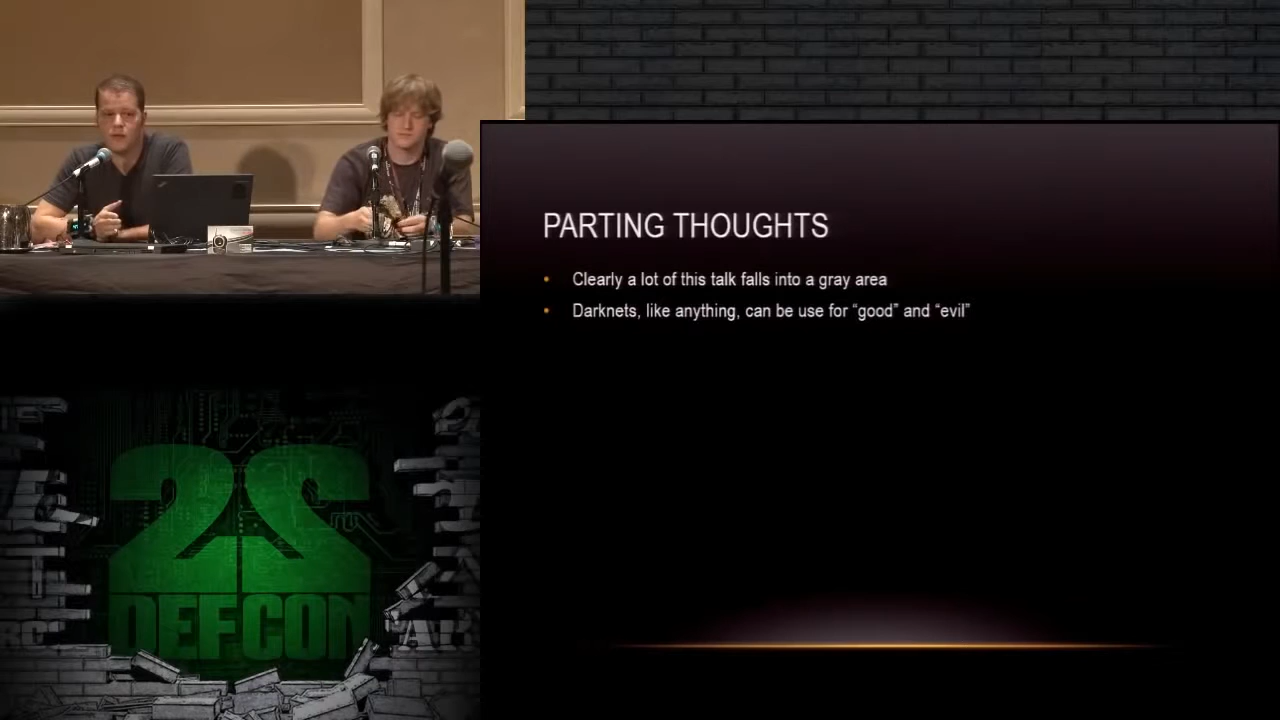 PARTING THOUGHTS
• Clearly a lot of this talk falls into a gray area
• Darknets, like anything, can be use for “good” and “evil”
22
DEFCON